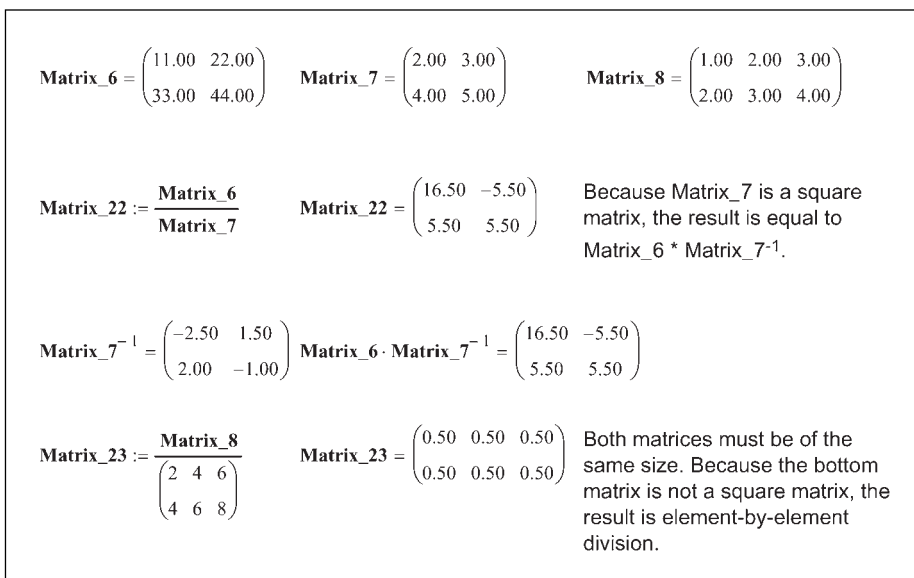 Matrix_6 = (11.00 22.00 33.00 44.00) Matrix_7 = (2.00 3.00 4.00 5.00) Matrix_8 = (1.00 2.00 3.00 2.00 3.00 4.00)
Matrix_22 := Matrix_6 / Matrix_7 Matrix_22 = (16.50 −5.50 5.50 5.50)
Because Matrix_7 is a square
matrix, the result is equal to
Matrix_6 * Matrix_7⁻¹.
Matrix_7⁻¹ = (−2.50 1.50 2.00 −1.00) Matrix_6 · Matrix_7⁻¹ = (16.50 −5.50 5.50 5.50)
Matrix_23 := Matrix_8 / (2 4 6 4 6 8) Matrix_23 = (0.50 0.50 0.50 0.50 0.50 0.50)
Both matrices must be of the
same size. Because the bottom
matrix is not a square matrix, the
result is element-by-element
division.